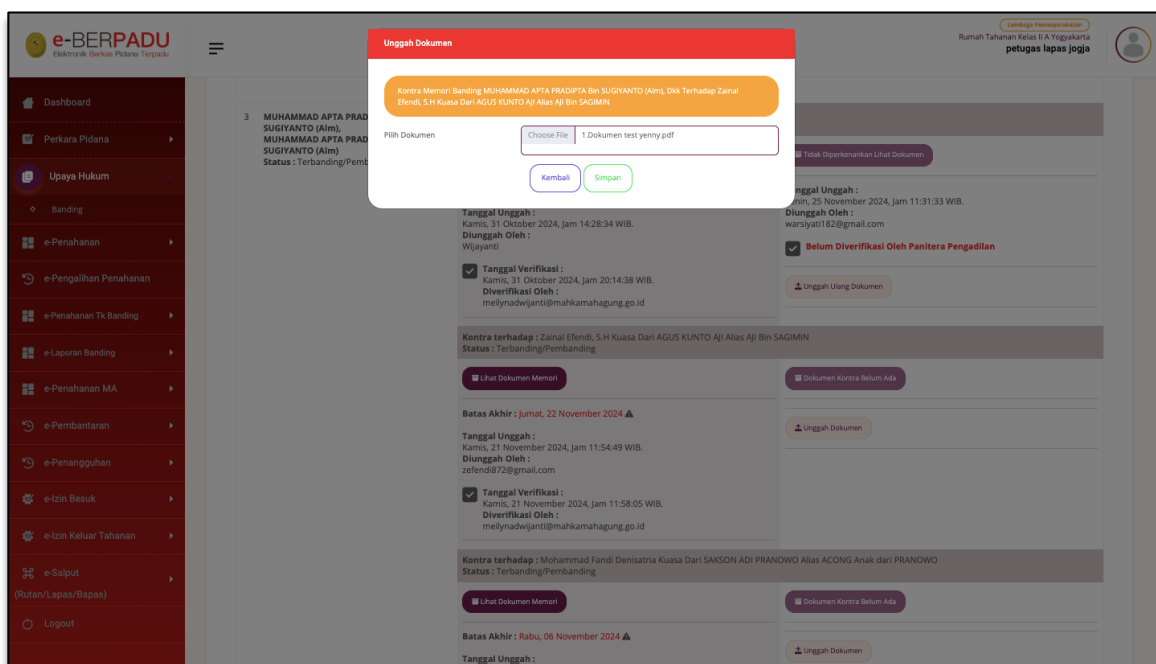 e-BERPADU
Elektronik Berkas Pidana Terpadu
Lembaga Pemasyarakatan
Rumah Tahanan Kelas II A Yogyakarta
petugas lapas jogja
Dashboard
Perkara Pidana
Upaya Hukum
Banding
e-Penahanan
e-Pengalihan Penahanan
e-Penahanan Tk Banding
e-Laporan Banding
e-Penahanan MA
e-Pembantaran
e-Penangguhan
e-Izin Besuk
e-Izin Keluar Tahanan
e-Salput
(Rutan/Lapas/Bapas)
Logout
Unggah Dokumen
Kontra Memori Banding MUHAMMAD APTA PRADIPTA Bin SUGIYANTO (Alm), Dkk Terhadap Zainal
Efendi, S.H Kuasa Dari AGUS KUNTO AJI Alias AJI Bin SAGIMIN
Pilih Dokumen
Choose File 1.Dokumen test yenny.pdf
Kembali Simpan
3 MUHAMMAD APTA PRAD
SUGIYANTO (Alm),
MUHAMMAD APTA PRAD
SUGIYANTO (Alm)
Status : Terbanding/Pemb
Tanggal Unggah :
Kamis, 31 Oktober 2024, Jam 14:28:34 WIB.
Diunggah Oleh :
Wijayanti
Tanggal Verifikasi :
Kamis, 31 Oktober 2024, Jam 20:14:38 WIB.
Diverifikasi Oleh :
meilynadwijanti@mahkamahagung.go.id
Tidak Diperkenankan Lihat Dokumen
nggal Unggah :
nin, 25 November 2024, Jam 11:31:33 WIB.
Diunggah Oleh :
warsiyati182@gmail.com
Belum Diverifikasi Oleh Panitera Pengadilan
Unggah Ulang Dokumen
Kontra terhadap : Zainal Efendi, S.H Kuasa Dari AGUS KUNTO AJI Alias AJI Bin SAGIMIN
Status : Terbanding/Pembanding
Lihat Dokumen Memori
Batas Akhir : Jumat, 22 November 2024
Tanggal Unggah :
Kamis, 21 November 2024, Jam 11:54:49 WIB.
Diunggah Oleh :
zefendi872@gmail.com
Tanggal Verifikasi :
Kamis, 21 November 2024, Jam 11:58:05 WIB.
Diverifikasi Oleh :
meilynadwijanti@mahkamahagung.go.id
Dokumen Kontra Belum Ada
Unggah Dokumen
Kontra terhadap : Mohammad Fandi Denisatria Kuasa Dari SAKSON ADI PRANOWO Alias ACONG Anak dari PRANOWO
Status : Terbanding/Pembanding
Lihat Dokumen Memori
Batas Akhir : Rabu, 06 November 2024
Tanggal Unggah :
Dokumen Kontra Belum Ada
Unggah Dokumen